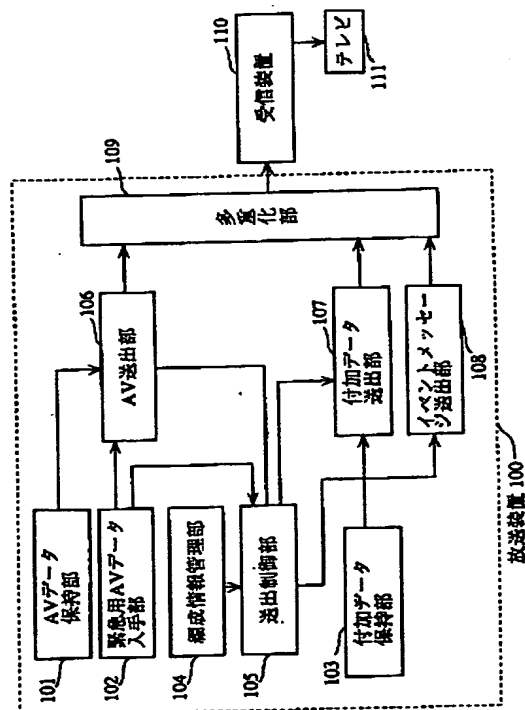 101
AVデータ
保持部
102
緊急用AVデータ
入手部
104
編成情報管理部
105
送出制御部
103
付加データ
保持部
106
AV送出部
107
付加データ
送出部
イベントメッセー
ジ送出部
108
109
多重化部
110
受信装置
テレビ
111
放送装置 100